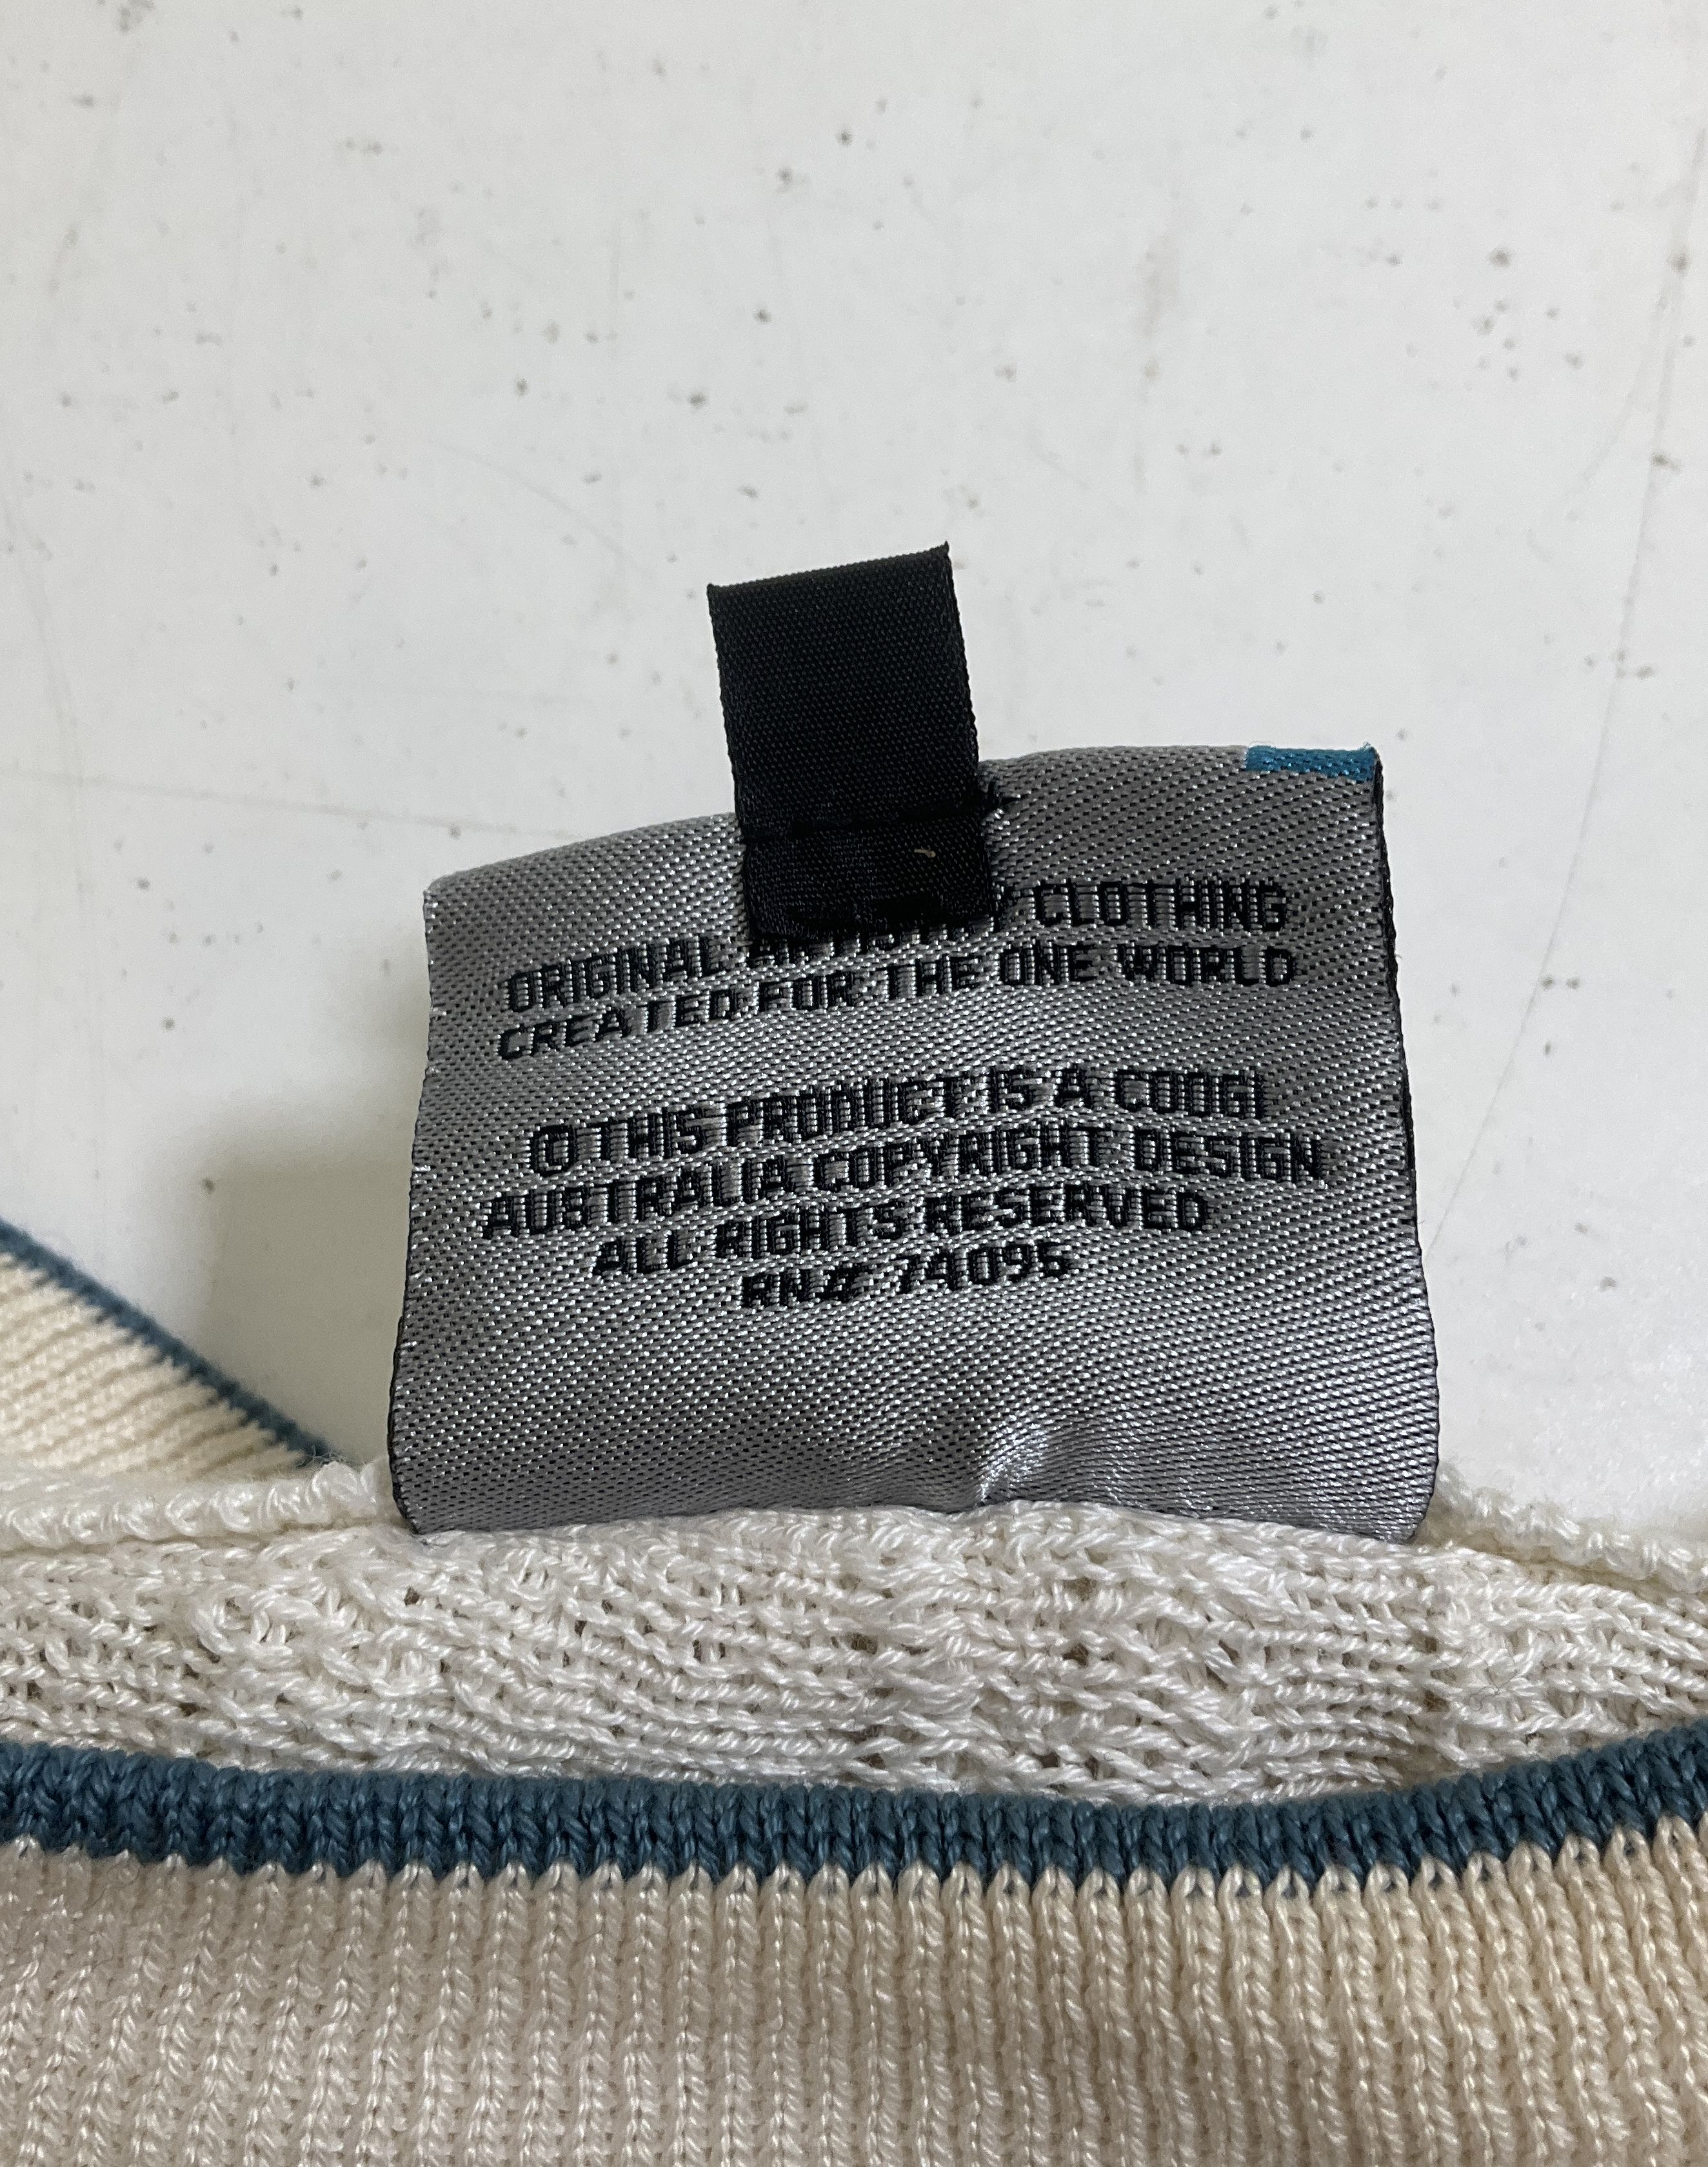 ORIGINAL ARTISTRY CLOTHING
CREATED FOR THE ONE WORLD
©THIS PRODUCT IS A COOGI
AUSTRALIA COPYRIGHT DESIGN
ALL RIGHTS RESERVED
RN# 74095